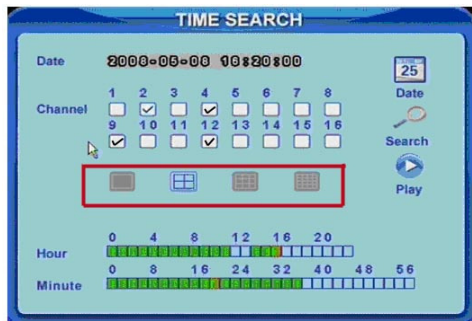 TIME SEARCH
Date 2008-05-08 16:20:00
25
Date
1 2 3 4 5 6 7 8
Channel
9 10 11 12 13 14 15 16
Search
Play
0 4 8 12 16 20
Hour
0 8 16 24 32 40 48 56
Minute